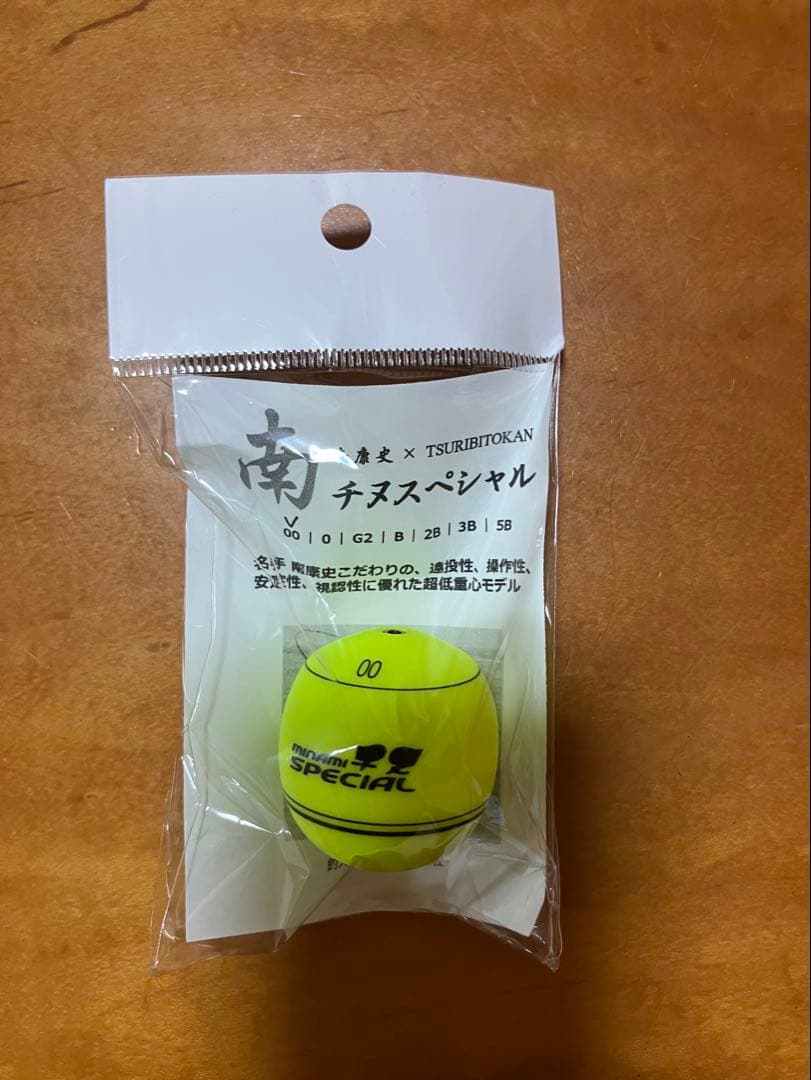 南 康史 × TSURIBITOKAN
チヌスペシャル
00 | 0 | G2 | B | 2B | 3B | 5B
名手 南康史こだわりの、遠投性、操作性、
安定性、視認性に優れた超低重心モデル
00
MINAMI チヌ
SPECIAL